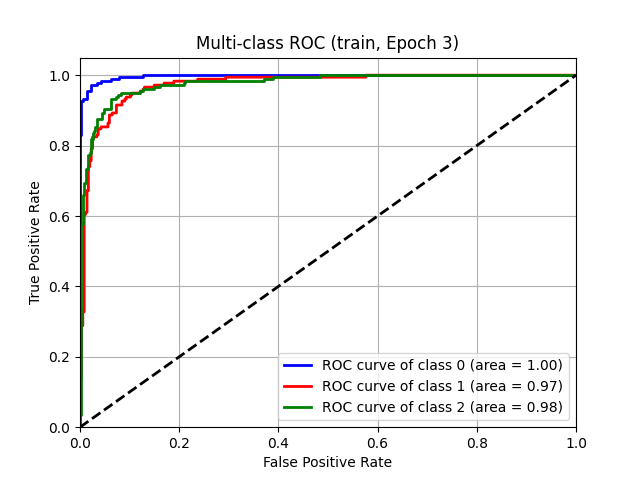 Multi-class ROC (train, Epoch 3)
True Positive Rate
1.0
0.8
0.6
0.4
0.2
0.0
ROC curve of class 0 (area = 1.00)
ROC curve of class 1 (area = 0.97)
ROC curve of class 2 (area = 0.98)
0.0 0.2 0.4 0.6 0.8 1.0
False Positive Rate